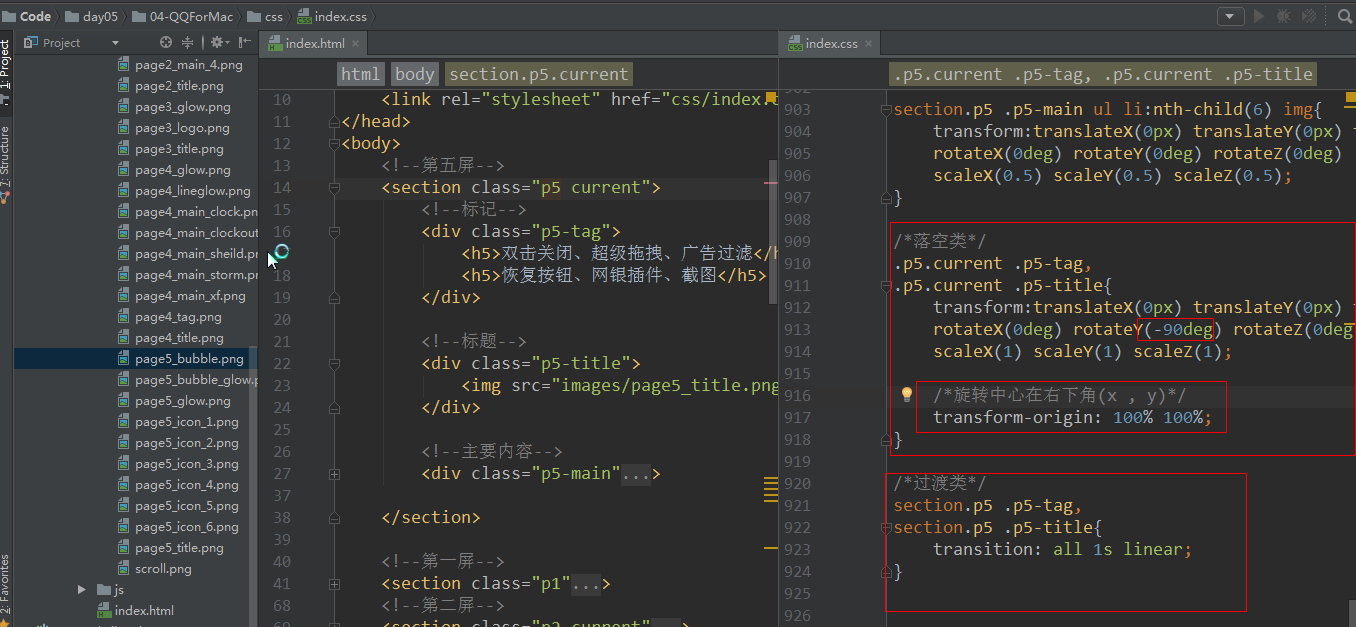 Code day05 04-QQForMac css index.css
1: Project
7: Structure
2: Favorites
Project
page2_main_4.png
page2_title.png
page3_glow.png
page3_logo.png
page3_title.png
page4_glow.png
page4_lineglow.png
page4_main_clock.pn
page4_main_clockout
page4_main_sheild.pn
page4_main_storm.pn
page4_main_xf.png
page4_tag.png
page4_title.png
page5_bubble.png
page5_bubble_glow.p
page5_glow.png
page5_icon_1.png
page5_icon_2.png
page5_icon_3.png
page5_icon_4.png
page5_icon_5.png
page5_icon_6.png
page5_title.png
scroll.png
js
index.html
index.html
html body section.p5.current
10 <link rel="stylesheet" href="css/index.c
11 </head>
12 <body>
13 <!--第五屏-->
14 <section class="p5 current">
15 <!--标记-->
16 <div class="p5-tag">
<h5>双击关闭、超级拖拽、广告过滤</
18 <h5>恢复按钮、网银插件、截图</h5>
19 </div>
20
21 <!--标题-->
22 <div class="p5-title">
23 <img src="images/page5_title.png
24 </div>
25
26 <!--主要内容-->
27 <div class="p5-main"...>
37
38 </section>
39
40 <!--第一屏-->
41 <section class="p1"...>
68 <!--第二屏-->
69 <section class="p2 current"...>
index.css
.p5.current .p5-tag, .p5.current .p5-title
902
903 section.p5 .p5-main ul li:nth-child(6) img{
904 transform:translateX(0px) translateY(0px) t
905 rotateX(0deg) rotateY(0deg) rotateZ(0deg)
906 scaleX(0.5) scaleY(0.5) scaleZ(0.5);
907 }
908
909 /*落空类*/
910 .p5.current .p5-tag,
911 .p5.current .p5-title{
912 transform:translateX(0px) translateY(0px) t
913 rotateX(0deg) rotateY(-90deg) rotateZ(0deg
914 scaleX(1) scaleY(1) scaleZ(1);
915
916 /*旋转中心在右下角(x , y)*/
917 transform-origin: 100% 100%;
918 }
919
920 /*过渡类*/
921 section.p5 .p5-tag,
922 section.p5 .p5-title{
923 transition: all 1s linear;
924 }
925
926